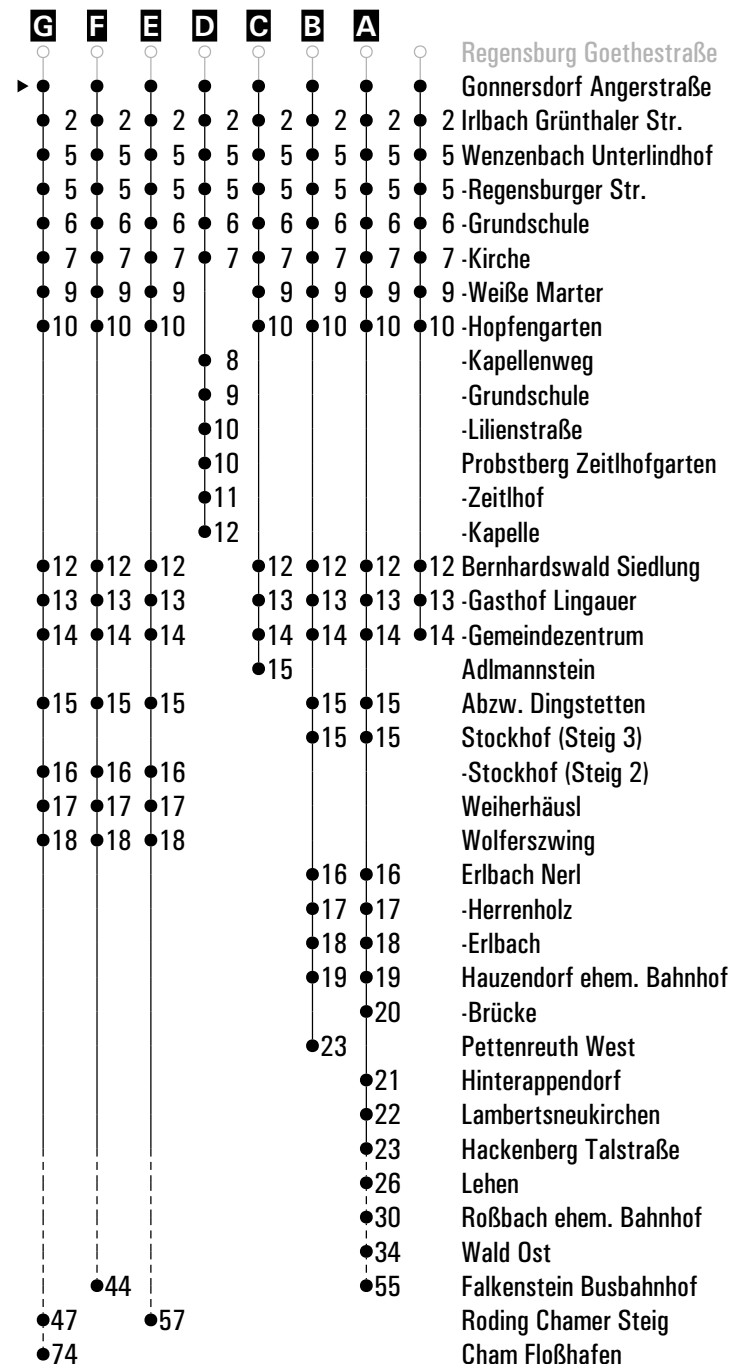 G F E D C B A
Regensburg Goethestraße
Gonnersdorf Angerstraße
2 2 2 2 2 2 2 2 Irlbach Grünthaler Str.
5 5 5 5 5 5 5 5 Wenzenbach Unterlindhof
5 5 5 5 5 5 5 5 -Regensburger Str.
6 6 6 6 6 6 6 6 -Grundschule
7 7 7 7 7 7 7 7 -Kirche
9 9 9 9 9 9 9 -Weiße Marter
10 10 10 10 10 10 10 -Hopfengarten
8 -Kapellenweg
9 -Grundschule
10 -Lilienstraße
10 Probstberg Zeitlhofgarten
11 -Zeitlhof
12 -Kapelle
12 12 12 12 12 12 12 Bernhardswald Siedlung
13 13 13 13 13 13 13 -Gasthof Lingauer
14 14 14 14 14 14 14 -Gemeindezentrum
15 Adlmannstein
15 15 15 15 15 Abzw. Dingstetten
15 15 Stockhof (Steig 3)
16 16 16 -Stockhof (Steig 2)
17 17 17 Weiherhäusl
18 18 18 Wolferszwing
16 16 Erlbach Nerl
17 17 -Herrenholz
18 18 -Erlbach
19 19 Hauzendorf ehem. Bahnhof
20 -Brücke
23 Pettenreuth West
21 Hinterappendorf
22 Lambertsneukirchen
23 Hackenberg Talstraße
26 Lehen
30 Roßbach ehem. Bahnhof
34 Wald Ost
44 55 Falkenstein Busbahnhof
47 57 Roding Chamer Steig
74 Cham Floßhafen